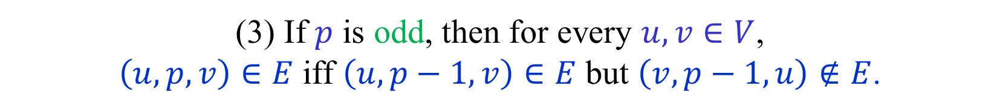 (3) If p is odd, then for every u, v ∈ V,
(u, p, v) ∈ E iff (u, p − 1, v) ∈ E but (v, p − 1, u) ∉ E.